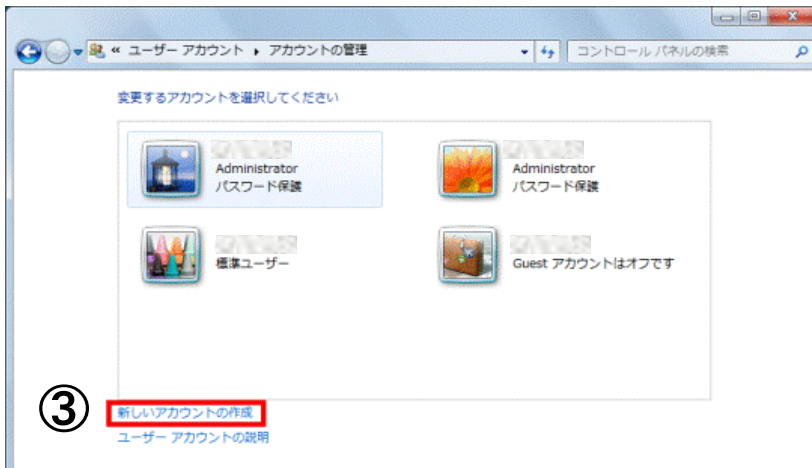 « ユーザー アカウント ▸ アカウントの管理
コントロール パネルの検索
変更するアカウントを選択してください
Administrator
パスワード保護
Administrator
パスワード保護
標準ユーザー
Guest アカウントはオフです
③
新しいアカウントの作成
ユーザー アカウントの説明